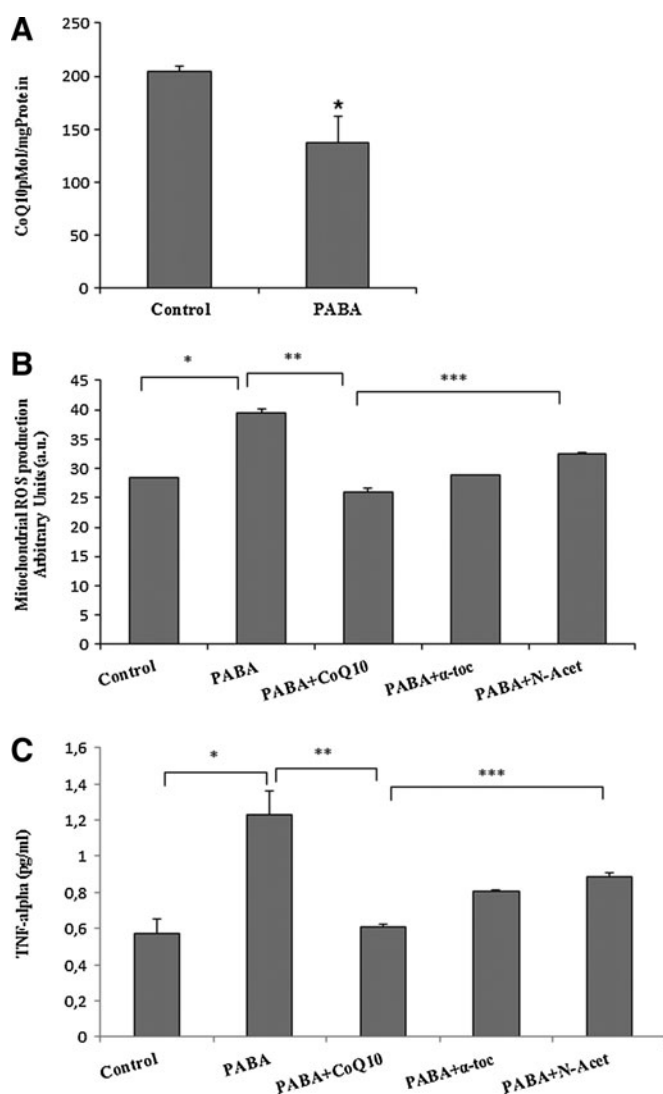 A
CoQ10pMol/mgProtein
250
200
150
100
50
0
*
Control
PABA
B
Mitochondrial ROS production
Arbitrary Units (a.u.)
45
40
35
30
25
20
15
10
5
0
*
**
***
Control
PABA
PABA+CoQ10
PABA+α-toc
PABA+N-Acet
C
TNF-alpha (pg/ml)
1,6
1,4
1,2
1
0,8
0,6
0,4
0,2
0
*
**
***
Control
PABA
PABA+CoQ10
PABA+α-toc
PABA+N-Acet